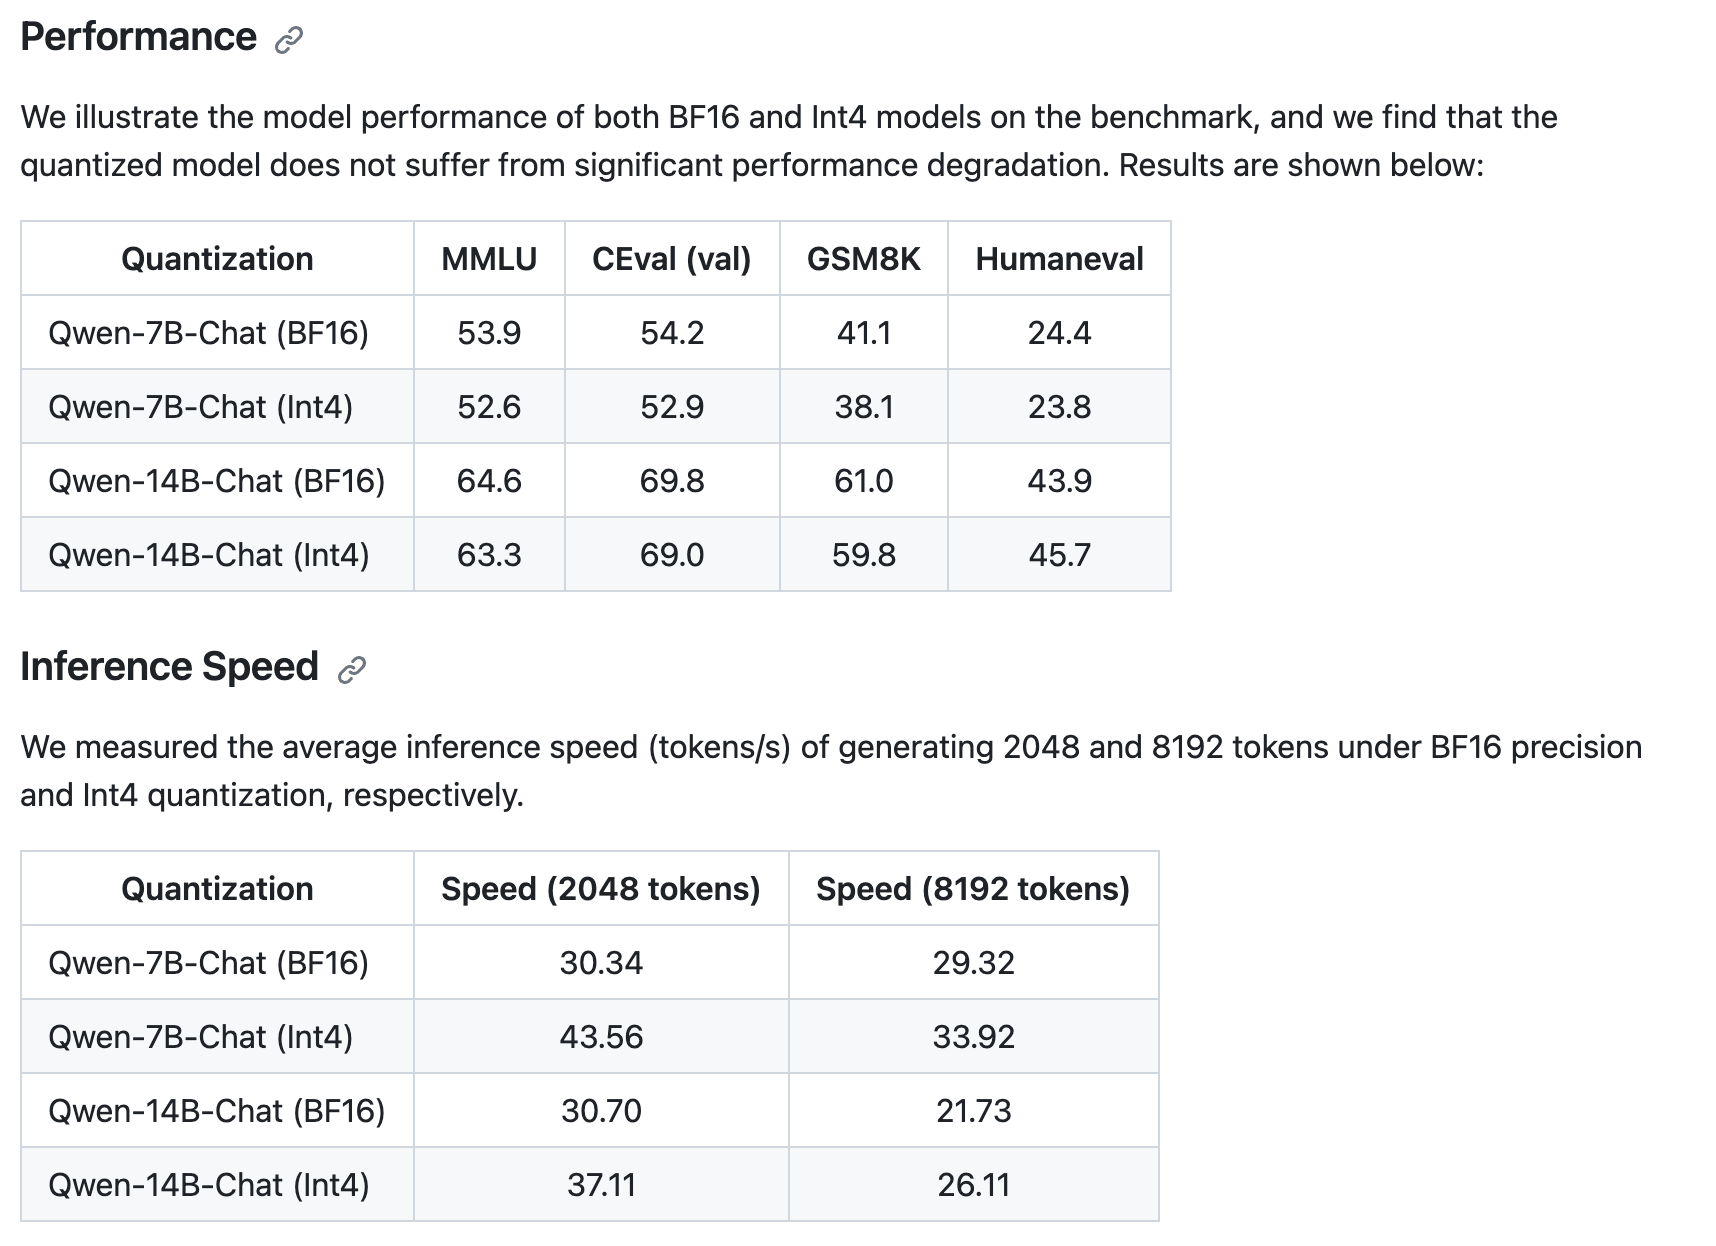 Performance
We illustrate the model performance of both BF16 and Int4 models on the benchmark, and we find that the
quantized model does not suffer from significant performance degradation. Results are shown below:
Quantization MMLU CEval (val) GSM8K Humaneval
Qwen-7B-Chat (BF16) 53.9 54.2 41.1 24.4
Qwen-7B-Chat (Int4) 52.6 52.9 38.1 23.8
Qwen-14B-Chat (BF16) 64.6 69.8 61.0 43.9
Qwen-14B-Chat (Int4) 63.3 69.0 59.8 45.7
Inference Speed
We measured the average inference speed (tokens/s) of generating 2048 and 8192 tokens under BF16 precision
and Int4 quantization, respectively.
Quantization Speed (2048 tokens) Speed (8192 tokens)
Qwen-7B-Chat (BF16) 30.34 29.32
Qwen-7B-Chat (Int4) 43.56 33.92
Qwen-14B-Chat (BF16) 30.70 21.73
Qwen-14B-Chat (Int4) 37.11 26.11